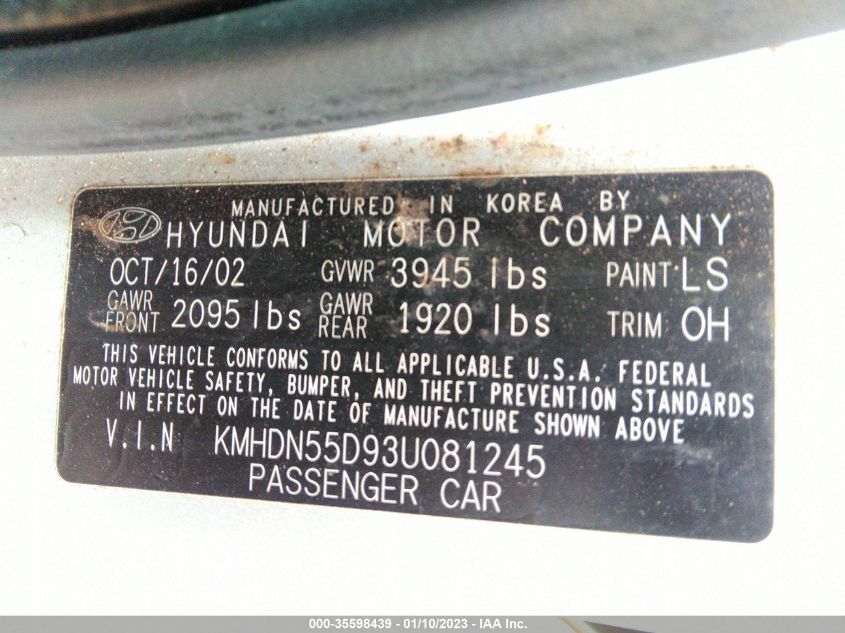 MANUFACTURED IN KOREA BY
HYUNDAI MOTOR COMPANY
OCT/16/02 GVWR 3945 lbs PAINT LS
GAWR FRONT 2095 lbs GAWR REAR 1920 lbs TRIM OH
THIS VEHICLE CONFORMS TO ALL APPLICABLE U.S.A. FEDERAL
MOTOR VEHICLE SAFETY, BUMPER, AND THEFT PREVENTION STANDARDS
IN EFFECT ON THE DATE OF MANUFACTURE SHOWN ABOVE
V.I.N KMHDN55D93U081245
PASSENGER CAR
000-35598439 - 01/10/2023 - IAA Inc.